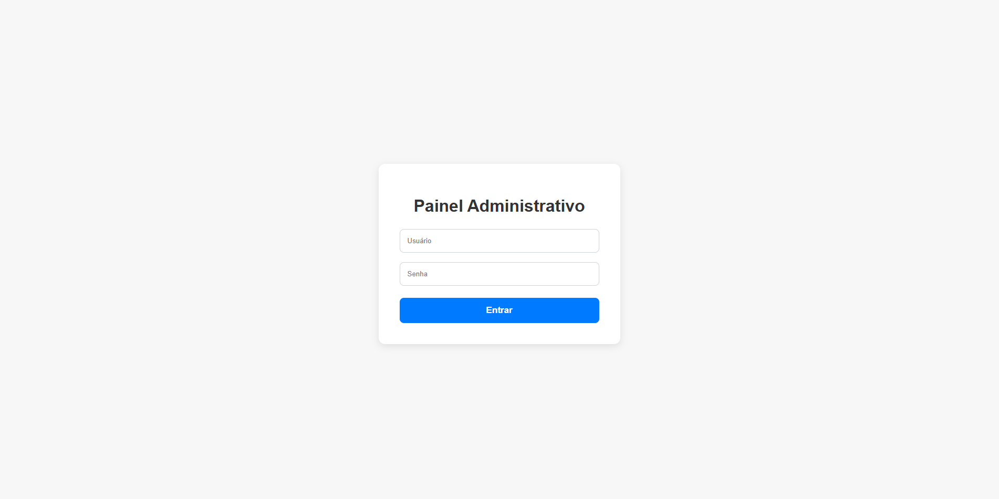 Painel Administrativo
Usuário
Senha
Entrar